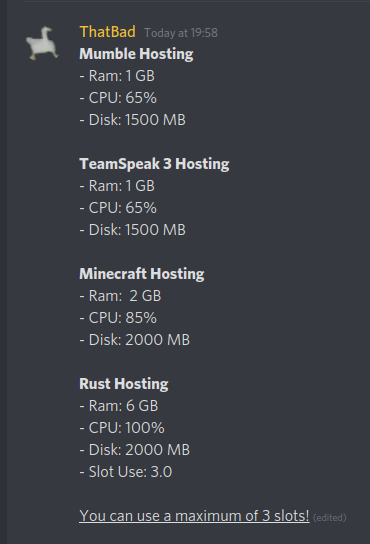 ThatBad Today at 19:58
Mumble Hosting
- Ram: 1 GB
- CPU: 65%
- Disk: 1500 MB
TeamSpeak 3 Hosting
- Ram: 1 GB
- CPU: 65%
- Disk: 1500 MB
Minecraft Hosting
- Ram:  2 GB
- CPU: 85%
- Disk: 2000 MB
Rust Hosting
- Ram: 6 GB
- CPU: 100%
- Disk: 2000 MB
- Slot Use: 3.0
You can use a maximum of 3 slots! (edited)